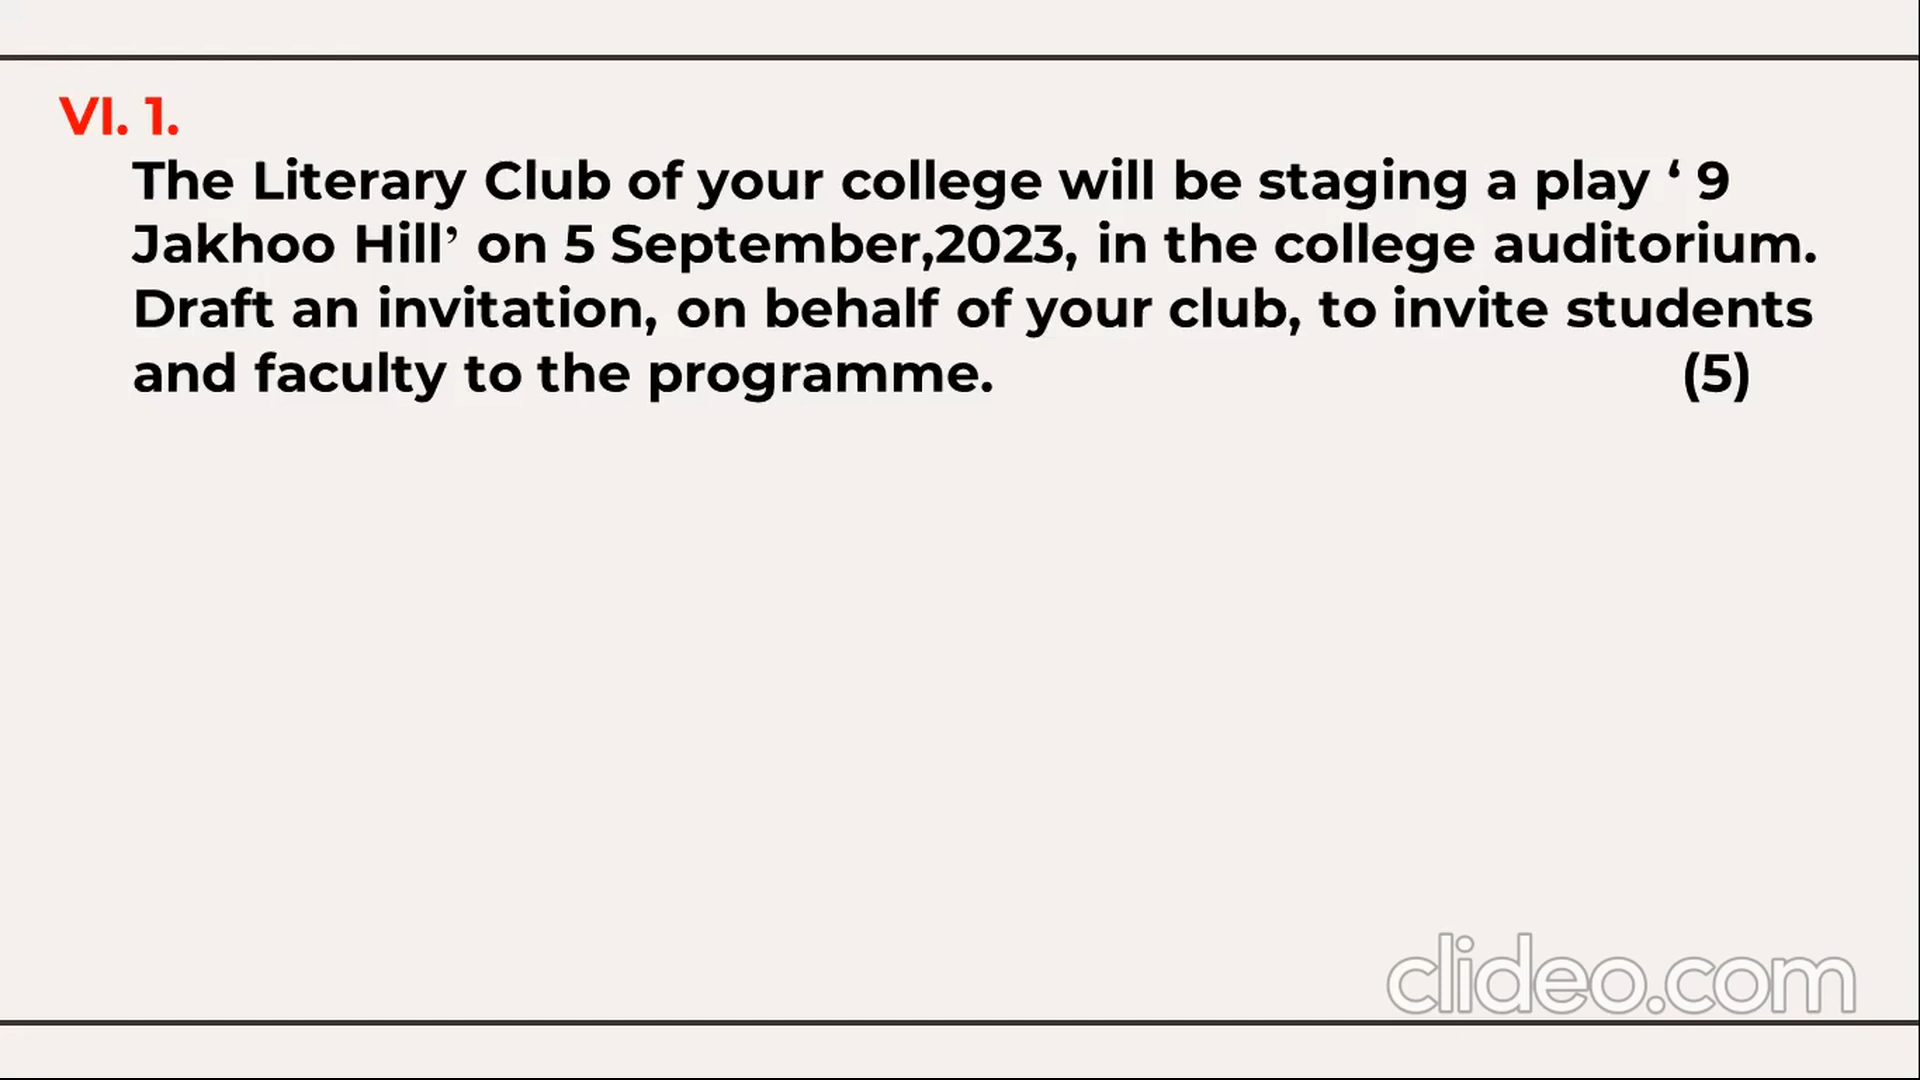 VI. 1.
The Literary Club of your college will be staging a play ‘ 9
Jakhoo Hill’ on 5 September,2023, in the college auditorium.
Draft an invitation, on behalf of your club, to invite students
and faculty to the programme. (5)
clideo.com